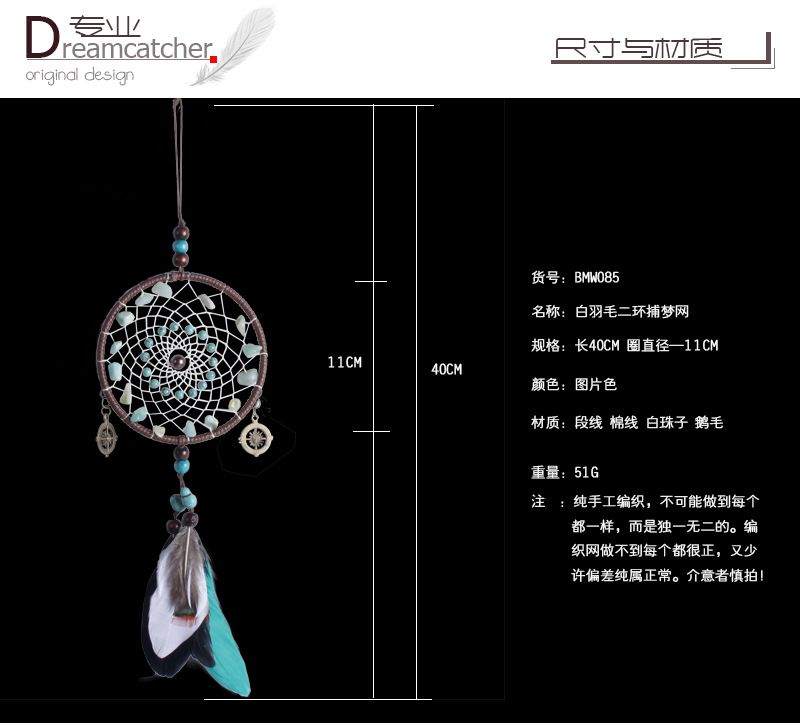 专业
Dreamcatcher
original design
尺寸与材质
货号：BMW085
名称：白羽毛二环捕梦网
规格：长40CM 圈直径—11CM
11CM
40CM
颜色：图片色
材质：段线 棉线 白珠子 鹅毛
重量：51G
注 ：纯手工编织，不可能做到每个
都一样，而是独一无二的。编
织网做不到每个都很正，又少
许偏差纯属正常。介意者慎拍！